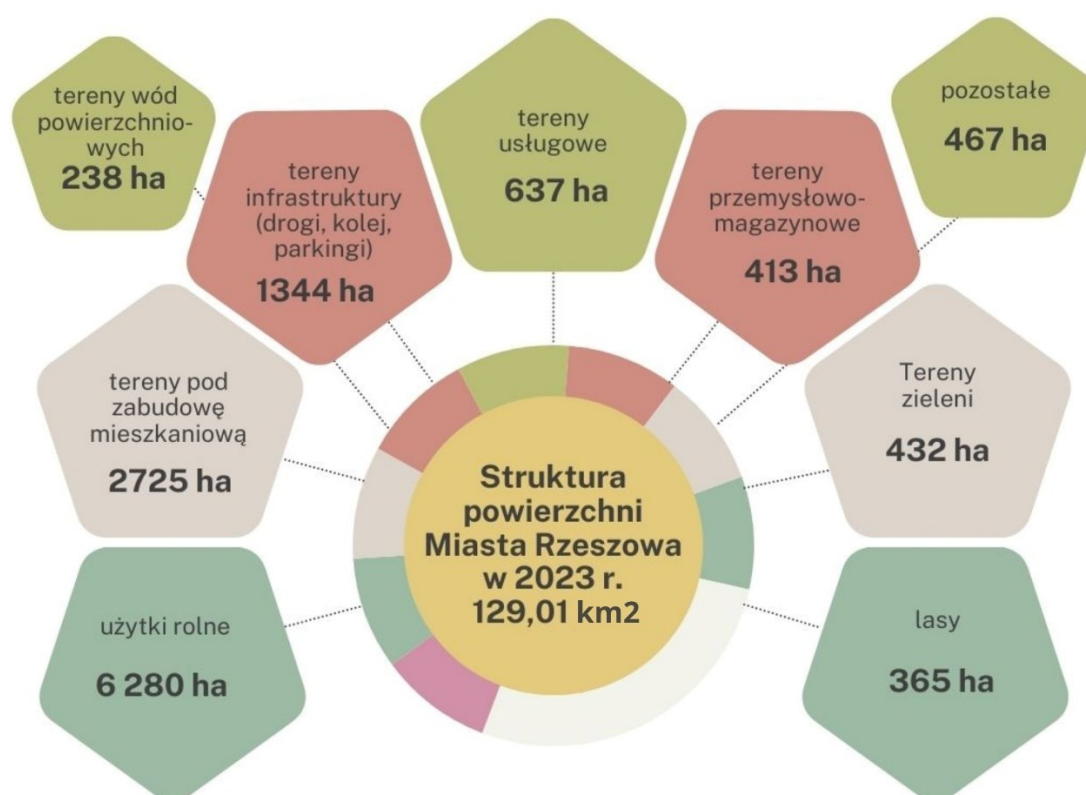 tereny wód
powierzchnio-
wych
238 ha
tereny
infrastruktury
(drogi, kolej,
parkingi)
1344 ha
tereny
usługowe
637 ha
tereny
przemysłowo-
magazynowe
413 ha
pozostałe
467 ha
tereny pod
zabudowę
mieszkaniową
2725 ha
Tereny
zieleni
432 ha
Struktura
powierzchni
Miasta Rzeszowa
w 2023 r.
129,01 km2
użytki rolne
6 280 ha
lasy
365 ha